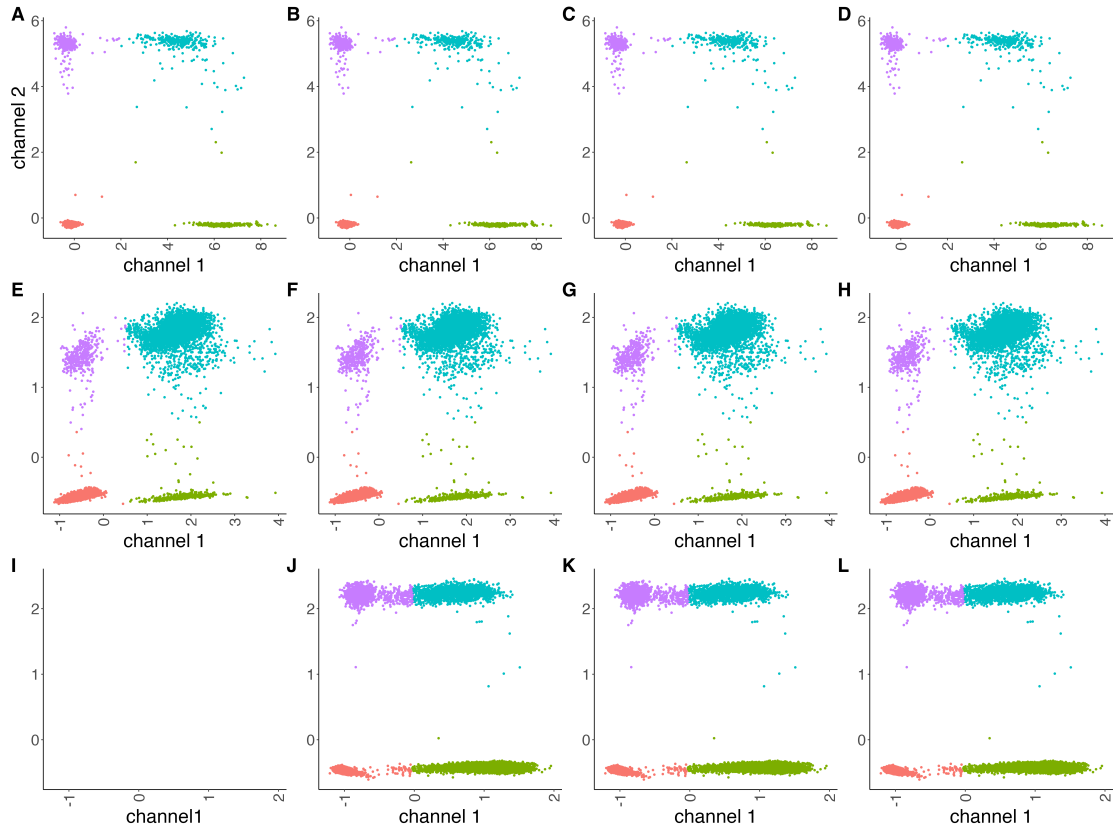 A B C D
6 6 6 6
4 4 4 4
channel 2
2 2 2 2
0 0 0 0
0 2 4 6 8 0 2 4 6 8 0 2 4 6 8 0 2 4 6 8
channel 1 channel 1 channel 1 channel 1
E F G H
2 2 2 2
1 1 1 1
0 0 0 0
-1 0 1 2 3 4 -1 0 1 2 3 4 -1 0 1 2 3 4 -1 0 1 2 3 4
channel 1 channel 1 channel 1 channel 1
I J K L
2 2 2 2
1 1 1 1
0 0 0 0
-1 0 1 2 -1 0 1 2 -1 0 1 2 -1 0 1 2
channel1 channel 1 channel 1 channel 1